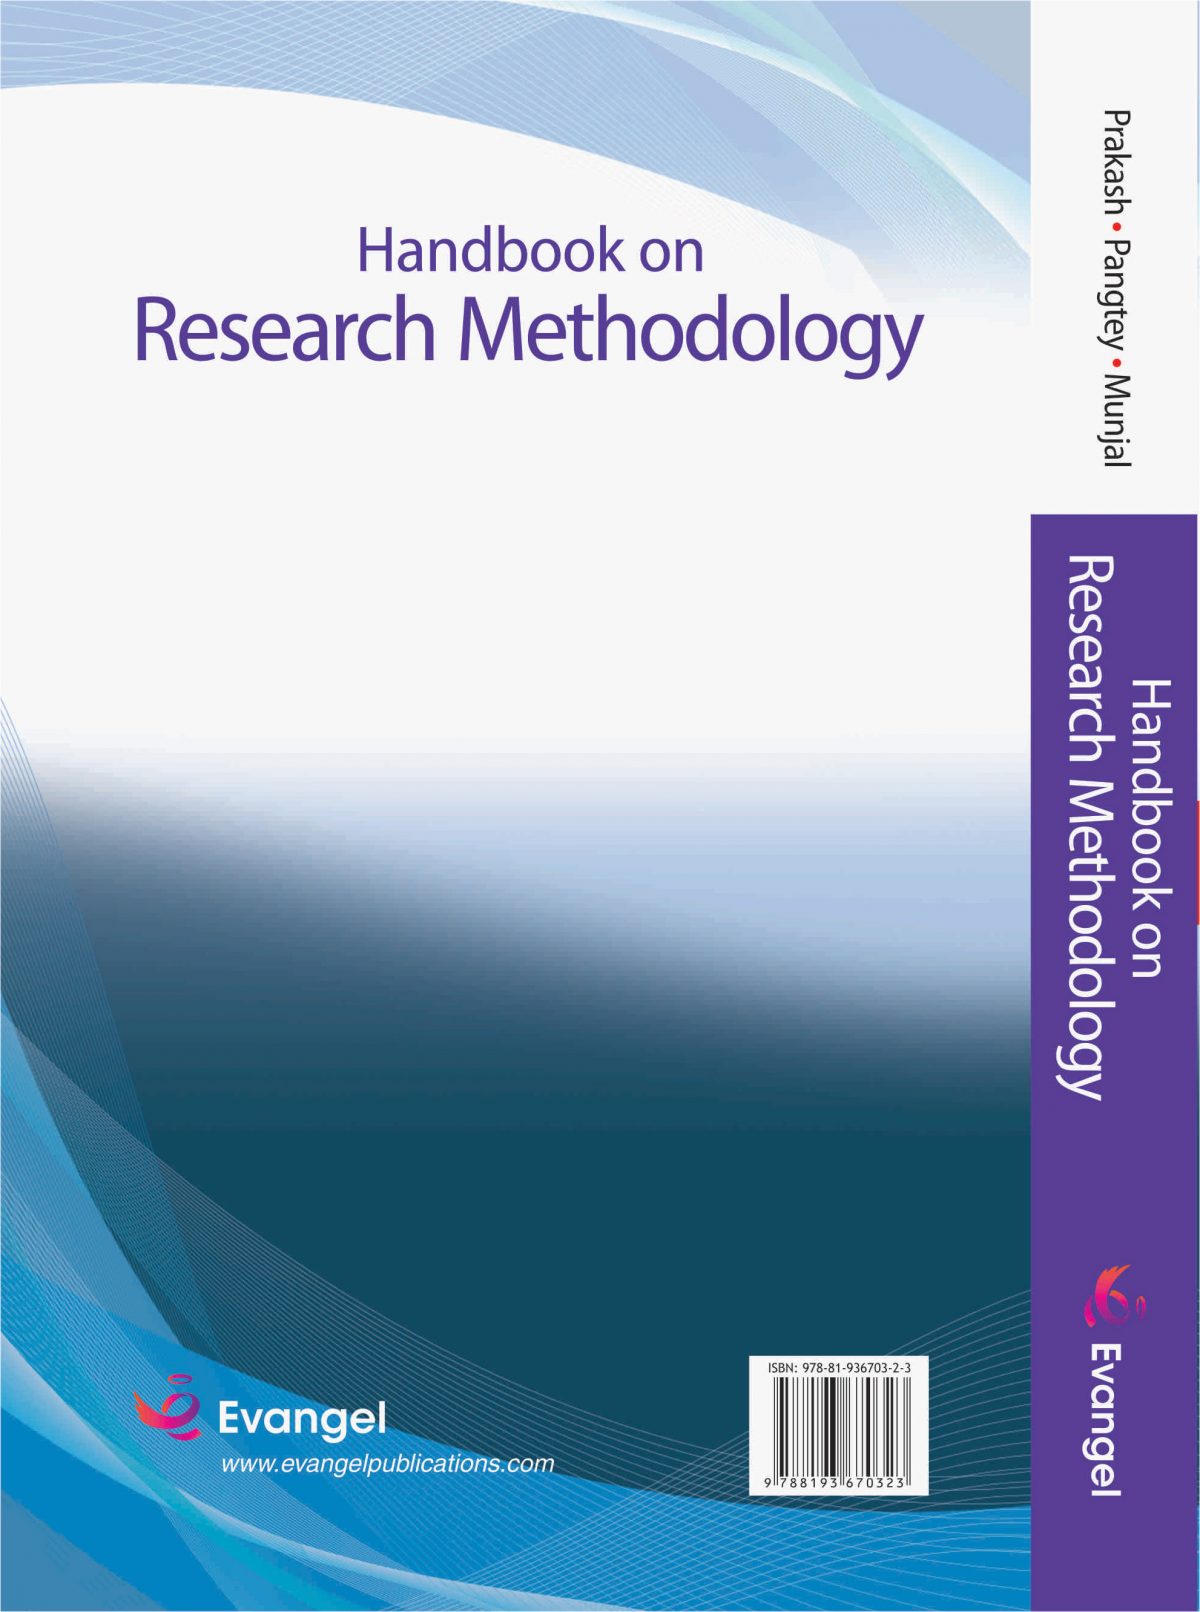 Handbook on
Research Methodology
Evangel
www.evangelpublications.com
ISBN: 978-81-936703-2-3
9 788193 670323
Prakash • Pangtey • Munjal
Handbook on
Research Methodology
Evangel